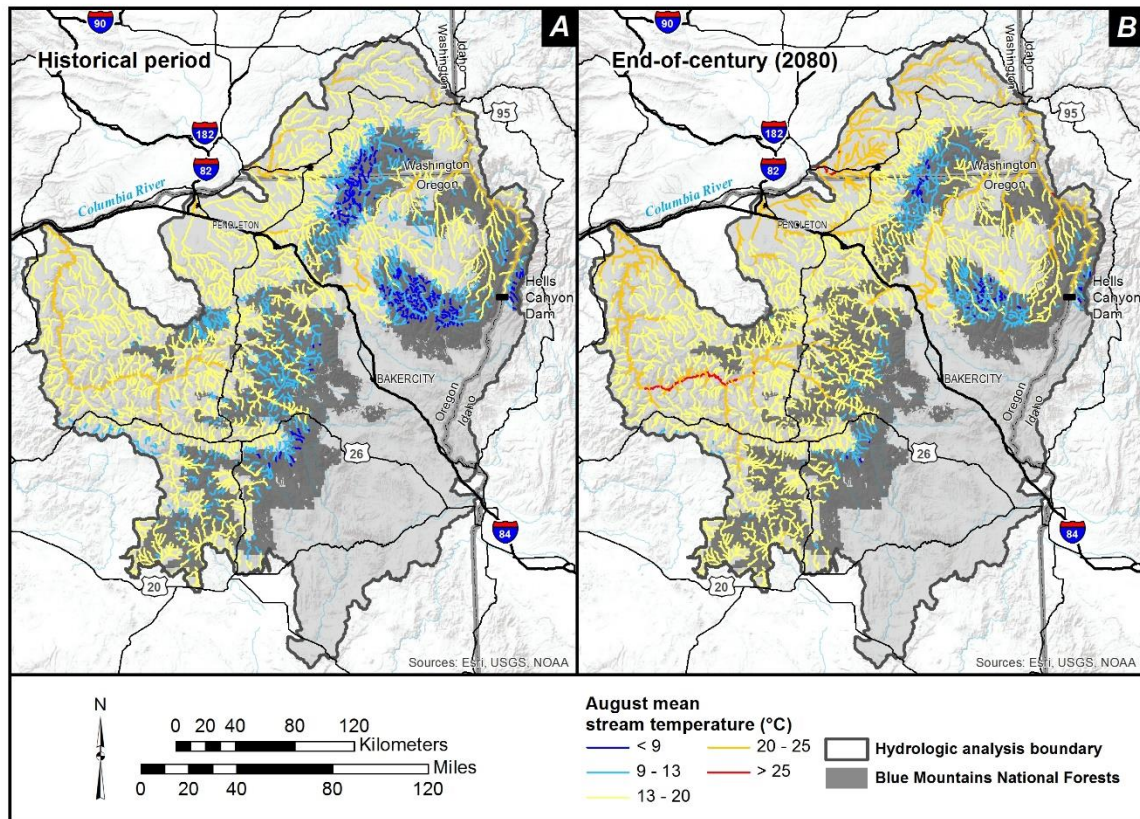 A
Historical period
90
Idaho
Washington
95
182
82
Washington
Oregon
Columbia River
PENDLETON
Hells
Canyon
Dam
BAKERCITY
Oregon
Idaho
26
84
20
Sources: Esri, USGS, NOAA
B
End-of-century (2080)
90
Idaho
Washington
95
182
82
Washington
Oregon
Columbia River
PENDLETON
Hells
Canyon
Dam
BAKERCITY
Oregon
Idaho
26
84
20
Sources: Esri, USGS, NOAA
N
0 20 40 80 120
Kilometers
Miles
0 20 40 80 120
August mean
stream temperature (°C)
< 9
9 - 13
13 - 20
20 - 25
> 25
Hydrologic analysis boundary
Blue Mountains National Forests